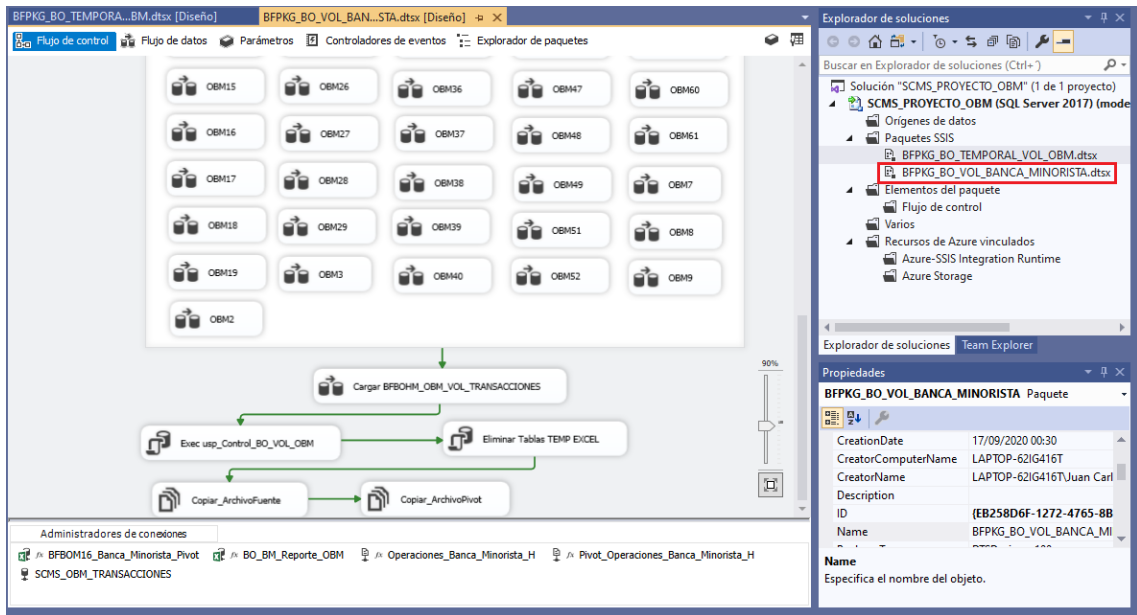 BFPKG_BO_TEMPORA...BM.dtsx [Diseño]
BFPKG_BO_VOL_BAN...STA.dtsx [Diseño]
Flujo de control
Flujo de datos
Parámetros
Controladores de eventos
Explorador de paquetes
OBM15
OBM26
OBM36
OBM47
OBM60
OBM16
OBM27
OBM37
OBM48
OBM61
OBM17
OBM28
OBM38
OBM49
OBM7
OBM18
OBM29
OBM39
OBM51
OBM8
OBM19
OBM3
OBM40
OBM52
OBM9
OBM2
Cargar BFBOHM_OBM_VOL_TRANSACCIONES
Exec usp_Control_BO_VOL_OBM
Eliminar Tablas TEMP EXCEL
Copiar_ArchivoFuente
Copiar_ArchivoPivot
90%
Administradores de conexiones
BFBOM16_Banca_Minorista_Pivot
BO_BM_Reporte_OBM
Operaciones_Banca_Minorista_H
Pivot_Operaciones_Banca_Minorista_H
SCMS_OBM_TRANSACCIONES
Explorador de soluciones
Buscar en Explorador de soluciones (Ctrl+´)
Solución "SCMS_PROYECTO_OBM" (1 de 1 proyecto)
SCMS_PROYECTO_OBM (SQL Server 2017) (mode
Orígenes de datos
Paquetes SSIS
BFPKG_BO_TEMPORAL_VOL_OBM.dtsx
BFPKG_BO_VOL_BANCA_MINORISTA.dtsx
Elementos del paquete
Flujo de control
Varios
Recursos de Azure vinculados
Azure-SSIS Integration Runtime
Azure Storage
Explorador de soluciones
Team Explorer
Propiedades
BFPKG_BO_VOL_BANCA_MINORISTA Paquete
CreationDate 17/09/2020 00:30
CreatorComputerName LAPTOP-62IG416T
CreatorName LAPTOP-62IG416T\Juan Carl
Description
ID {EB258D6F-1272-4765-8B
Name BFPKG_BO_VOL_BANCA_MI
Name
Especifica el nombre del objeto.